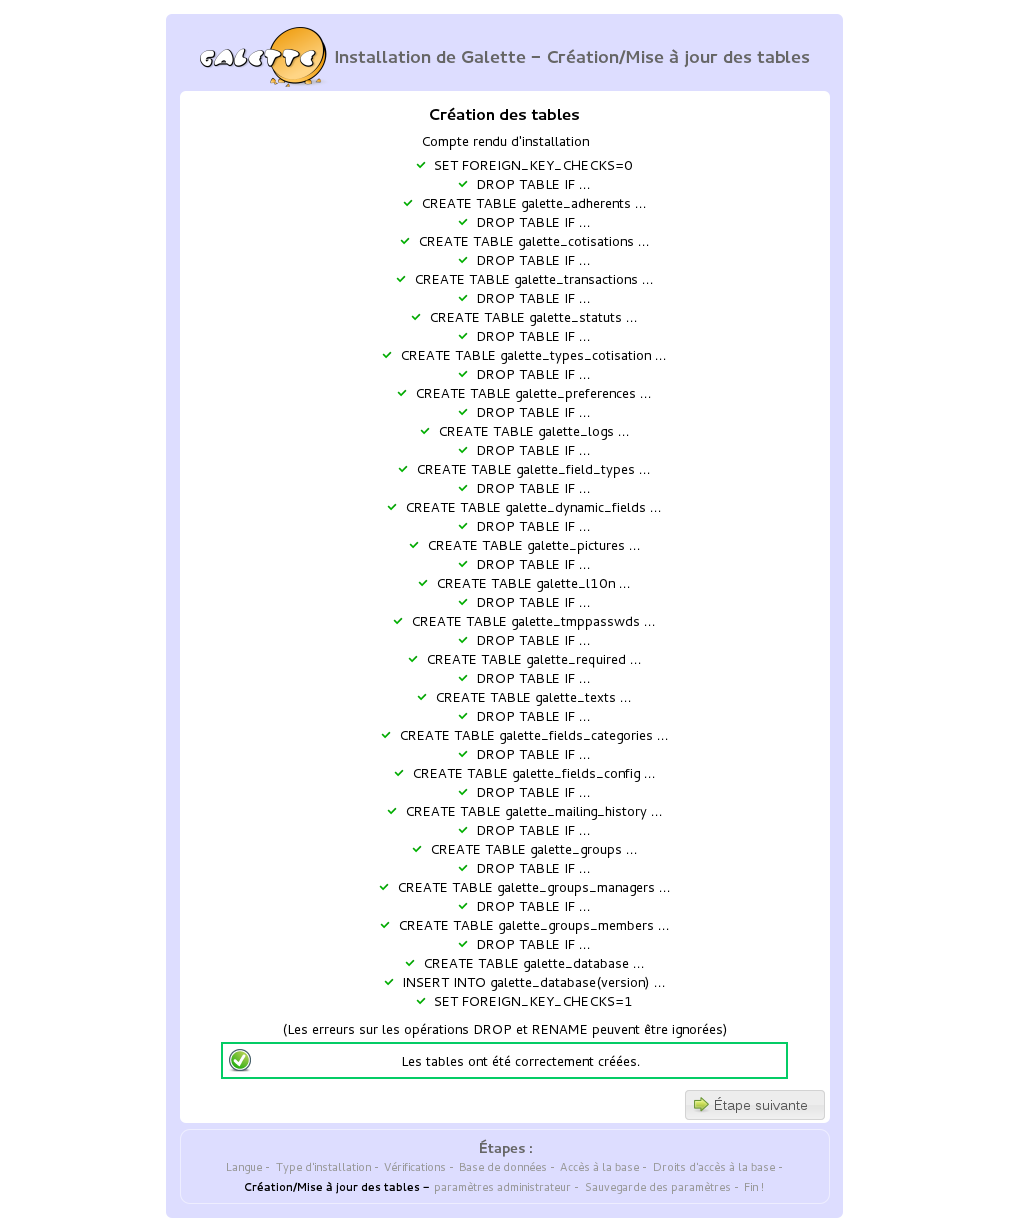 GALETTE
Installation de Galette - Création/Mise à jour des tables
Création des tables
Compte rendu d'installation
SET FOREIGN_KEY_CHECKS=0
DROP TABLE IF ...
CREATE TABLE galette_adherents ...
DROP TABLE IF ...
CREATE TABLE galette_cotisations ...
DROP TABLE IF ...
CREATE TABLE galette_transactions ...
DROP TABLE IF ...
CREATE TABLE galette_statuts ...
DROP TABLE IF ...
CREATE TABLE galette_types_cotisation ...
DROP TABLE IF ...
CREATE TABLE galette_preferences ...
DROP TABLE IF ...
CREATE TABLE galette_logs ...
DROP TABLE IF ...
CREATE TABLE galette_field_types ...
DROP TABLE IF ...
CREATE TABLE galette_dynamic_fields ...
DROP TABLE IF ...
CREATE TABLE galette_pictures ...
DROP TABLE IF ...
CREATE TABLE galette_l10n ...
DROP TABLE IF ...
CREATE TABLE galette_tmppasswds ...
DROP TABLE IF ...
CREATE TABLE galette_required ...
DROP TABLE IF ...
CREATE TABLE galette_texts ...
DROP TABLE IF ...
CREATE TABLE galette_fields_categories ...
DROP TABLE IF ...
CREATE TABLE galette_fields_config ...
DROP TABLE IF ...
CREATE TABLE galette_mailing_history ...
DROP TABLE IF ...
CREATE TABLE galette_groups ...
DROP TABLE IF ...
CREATE TABLE galette_groups_managers ...
DROP TABLE IF ...
CREATE TABLE galette_groups_members ...
DROP TABLE IF ...
CREATE TABLE galette_database ...
INSERT INTO galette_database(version) ...
SET FOREIGN_KEY_CHECKS=1
(Les erreurs sur les opérations DROP et RENAME peuvent être ignorées)
Les tables ont été correctement créées.
Étape suivante
Étapes :
Langue - Type d'installation - Vérifications - Base de données - Accès à la base - Droits d'accès à la base -
Création/Mise à jour des tables - paramètres administrateur - Sauvegarde des paramètres - Fin !